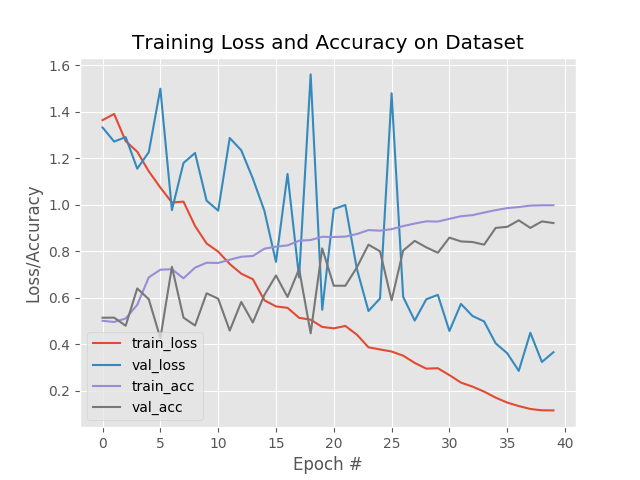 Training Loss and Accuracy on Dataset
Loss/Accuracy
1.6
1.4
1.2
1.0
0.8
0.6
0.4
0.2
train_loss
val_loss
train_acc
val_acc
0 5 10 15 20 25 30 35 40
Epoch #